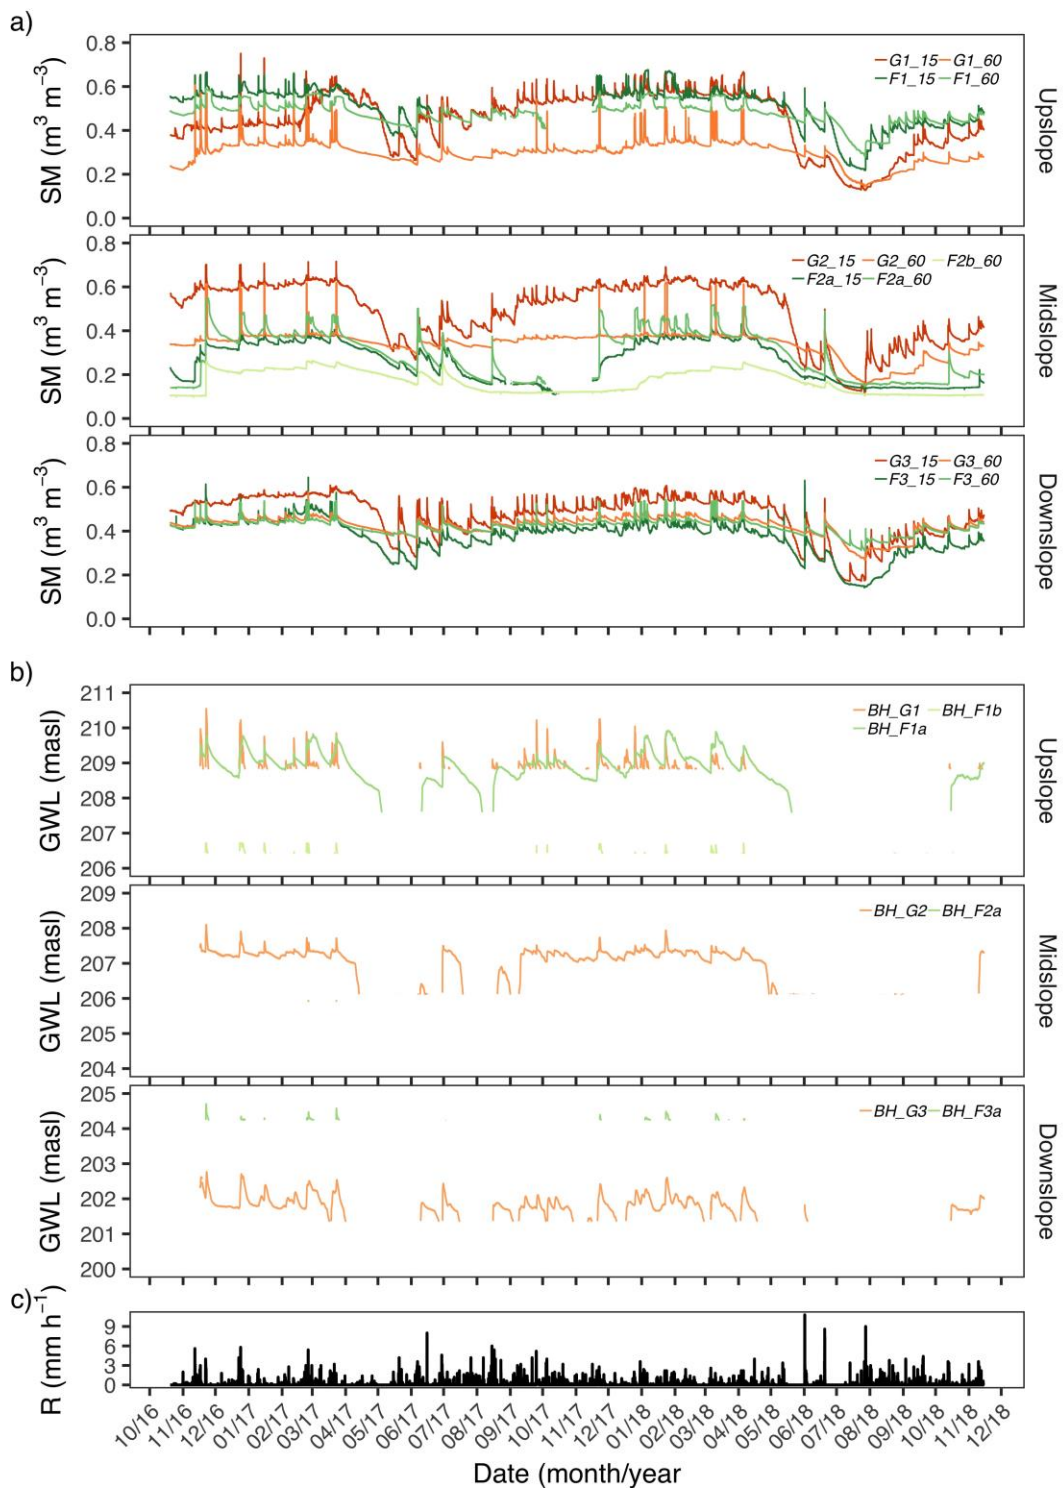 a)
SM (m³ m⁻³)
0.8
0.6
0.4
0.2
0.0
G1_15 G1_60
F1_15 F1_60
Upslope
SM (m³ m⁻³)
0.8
0.6
0.4
0.2
0.0
G2_15 G2_60 F2b_60
F2a_15 F2a_60
Midslope
SM (m³ m⁻³)
0.8
0.6
0.4
0.2
0.0
G3_15 G3_60
F3_15 F3_60
Downslope
b)
GWL (masl)
211
210
209
208
207
206
BH_G1 BH_F1b
BH_F1a
Upslope
GWL (masl)
209
208
207
206
205
204
BH_G2 BH_F2a
Midslope
GWL (masl)
205
204
203
202
201
200
BH_G3 BH_F3a
Downslope
c)
R (mm h⁻¹)
9
6
3
0
10/16 11/16 12/16 01/17 02/17 03/17 04/17 05/17 06/17 07/17 08/17 09/17 10/17 11/17 12/17 01/18 02/18 03/18 04/18 05/18 06/18 07/18 08/18 09/18 10/18 11/18 12/18
Date (month/year